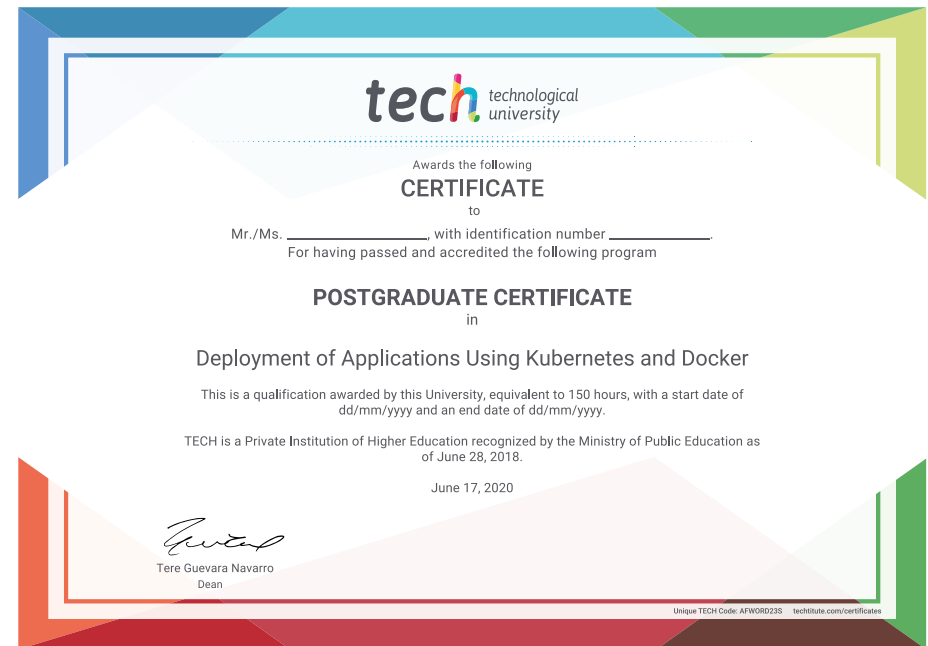 tech technological
university
Awards the following
CERTIFICATE
to
Mr./Ms. ____________________, with identification number ______________.
For having passed and accredited the following program
POSTGRADUATE CERTIFICATE
in
Deployment of Applications Using Kubernetes and Docker
This is a qualification awarded by this University, equivalent to 150 hours, with a start date of
dd/mm/yyyy and an end date of dd/mm/yyyy.
TECH is a Private Institution of Higher Education recognized by the Ministry of Public Education as
of June 28, 2018.
June 17, 2020
Tere Guevara Navarro
Dean
Unique TECH Code: AFWORD23S techtitute.com/certificates